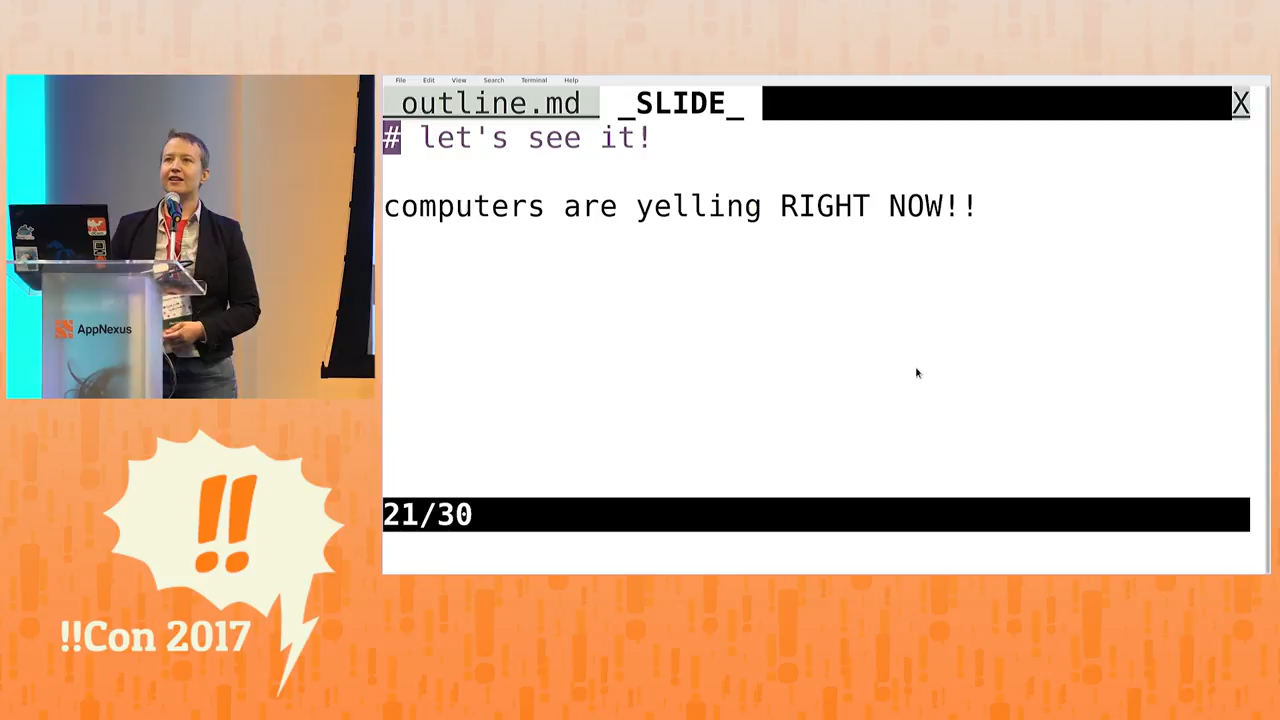 File Edit View Search Terminal Help
outline.md _SLIDE_ X
# let's see it!
computers are yelling RIGHT NOW!!
21/30
AppNexus
!!
!!Con 2017